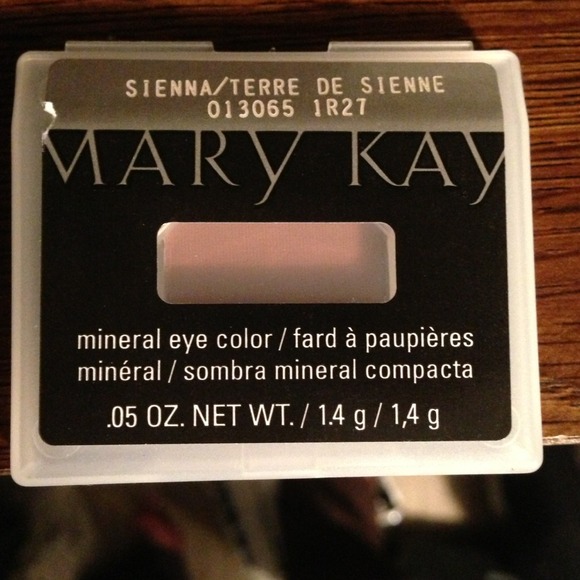 SIENNA/TERRE DE SIENNE
013065 1R27
MARY KAY
mineral eye color / fard à paupières
minéral / sombra mineral compacta
.05 OZ. NET WT. / 1.4 g / 1,4 g